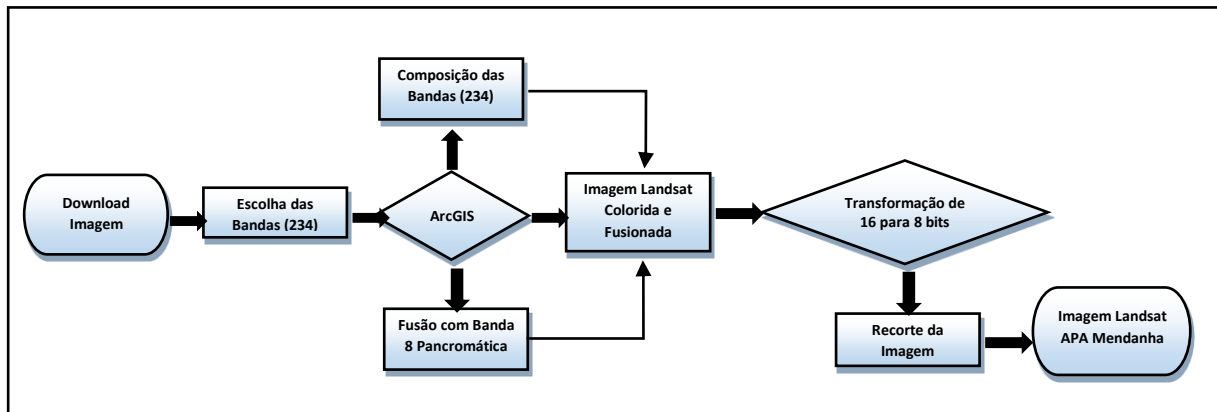 Download
Imagem
Escolha das
Bandas (234)
ArcGIS
Composição das
Bandas (234)
Fusão com Banda
8 Pancromática
Imagem Landsat
Colorida e
Fusionada
Transformação de
16 para 8 bits
Recorte da
Imagem
Imagem Landsat
APA Mendanha